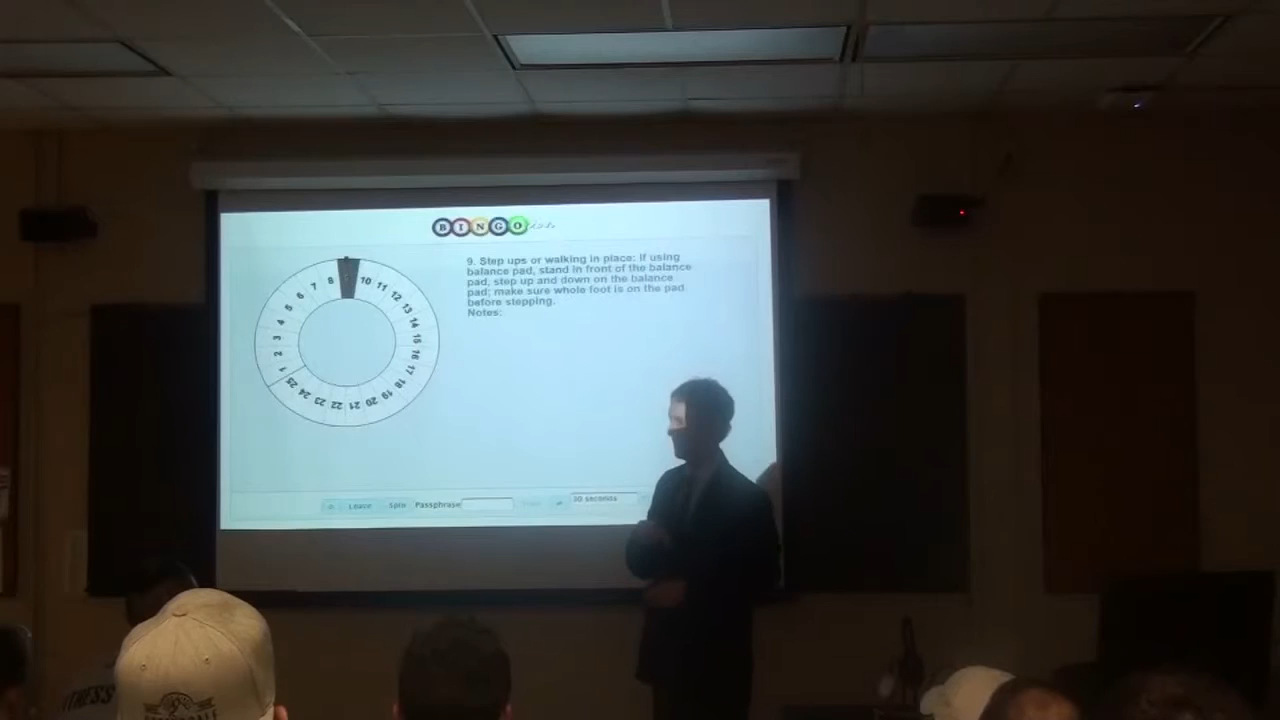 BINGO
9. Step ups or walking in place: If using
balance pad, stand in front of the balance
pad, step up and down on the balance
pad; make sure whole foot is on the pad
before stepping.
Notes:
1 2 3 4 5 6 7 8 9 10 11 12 13 14 15 16 17 18 19 20 21 22 23 24 25
Leave Spin Passphrase 30 seconds